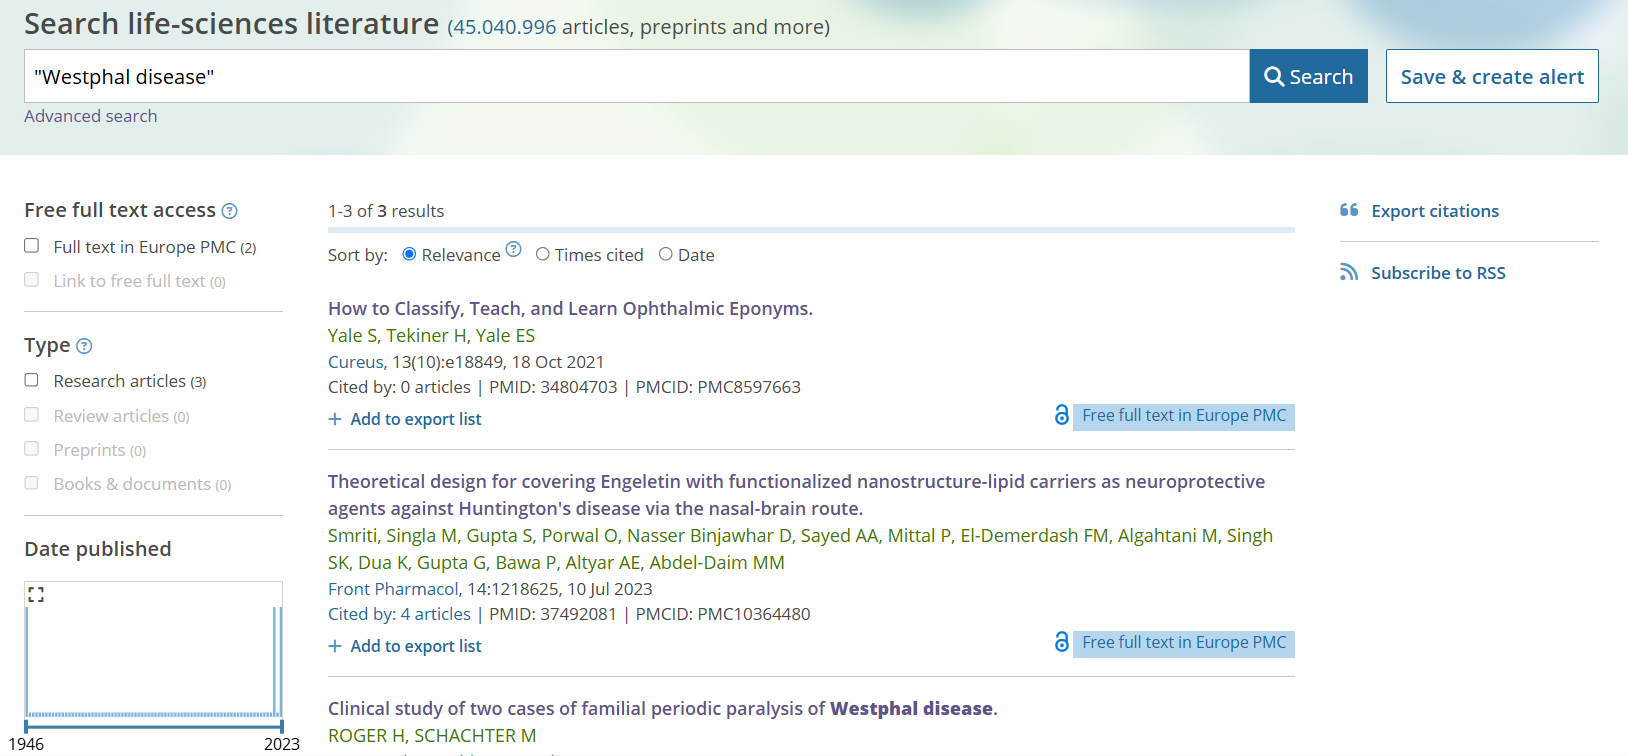 Search life-sciences literature (45.040.996 articles, preprints and more)
"Westphal disease"
Search
Save & create alert
Advanced search
Free full text access
Full text in Europe PMC (2)
Link to free full text (0)
Type
Research articles (3)
Review articles (0)
Preprints (0)
Books & documents (0)
Date published
1946
2023
1-3 of 3 results
Sort by: Relevance Times cited Date
How to Classify, Teach, and Learn Ophthalmic Eponyms.
Yale S, Tekiner H, Yale ES
Cureus, 13(10):e18849, 18 Oct 2021
Cited by: 0 articles | PMID: 34804703 | PMCID: PMC8597663
+ Add to export list
Free full text in Europe PMC
Theoretical design for covering Engeletin with functionalized nanostructure-lipid carriers as neuroprotective
agents against Huntington's disease via the nasal-brain route.
Smriti, Singla M, Gupta S, Porwal O, Nasser Binjawhar D, Sayed AA, Mittal P, El-Demerdash FM, Algahtani M, Singh
SK, Dua K, Gupta G, Bawa P, Altyar AE, Abdel-Daim MM
Front Pharmacol, 14:1218625, 10 Jul 2023
Cited by: 4 articles | PMID: 37492081 | PMCID: PMC10364480
+ Add to export list
Free full text in Europe PMC
Clinical study of two cases of familial periodic paralysis of Westphal disease.
ROGER H, SCHACHTER M
Export citations
Subscribe to RSS